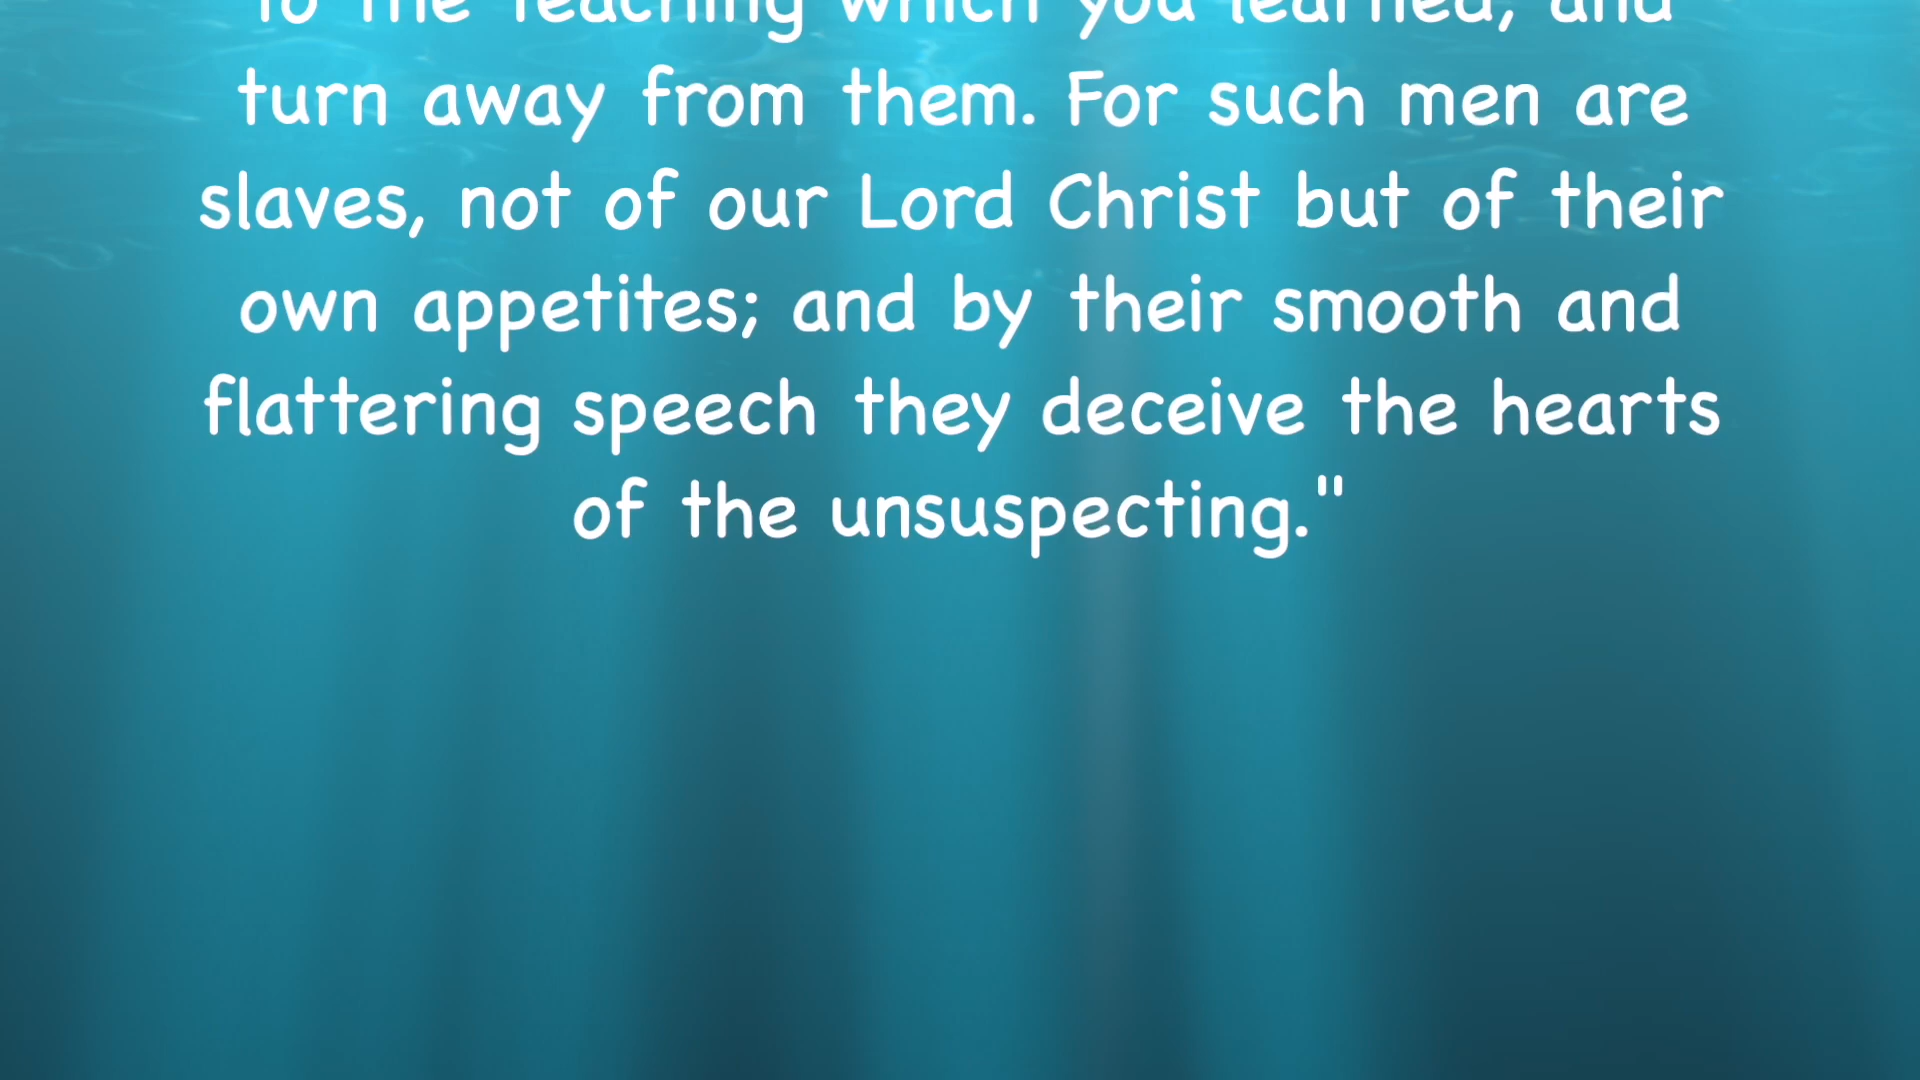 to the teaching which you learned, and
turn away from them. For such men are
slaves, not of our Lord Christ but of their
own appetites; and by their smooth and
flattering speech they deceive the hearts
of the unsuspecting."